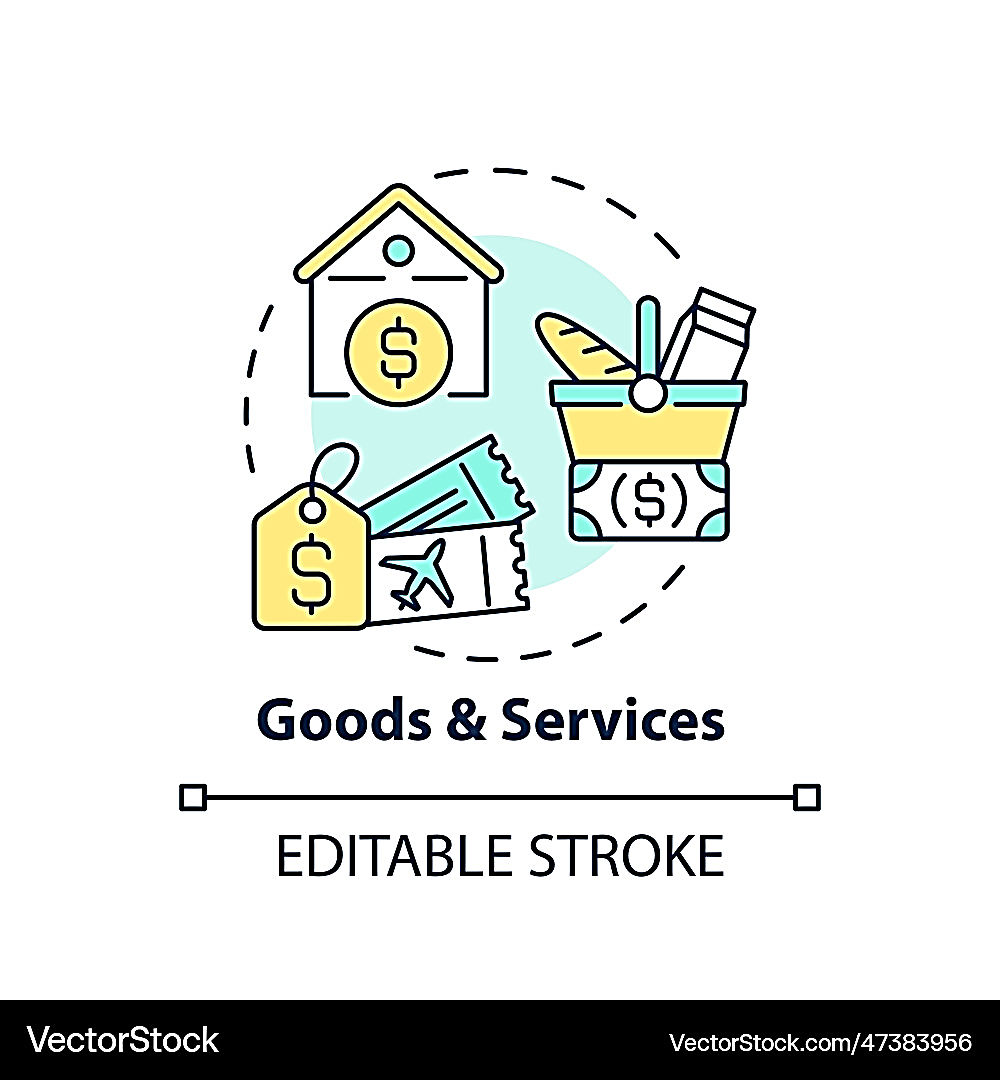 $
$
($)
Goods & Services
EDITABLE STROKE
VectorStock
VectorStock.com/47383956